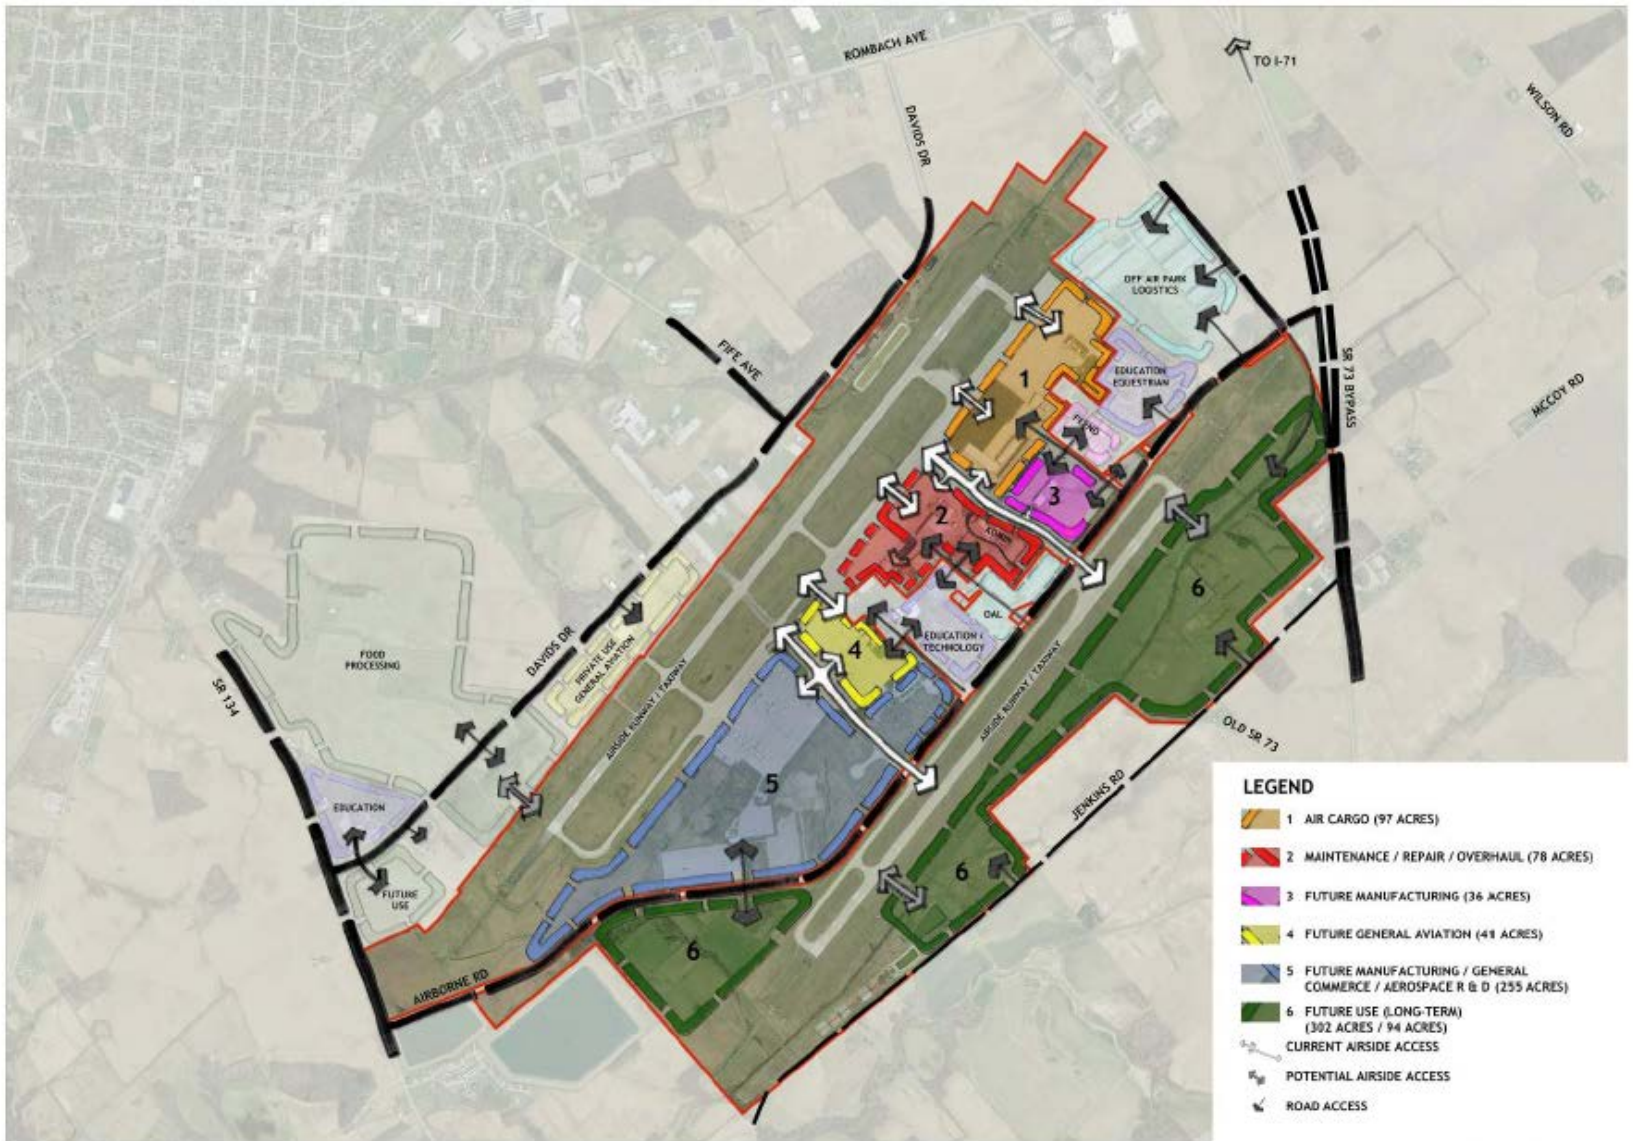 ROMBACH AVE
TO I-71
WILSON RD
DAVIDS DR
OFF AIR PARK
LOGISTICS
FIFE AVE
SR 73 BYPASS
MCCOY RD
1
EDUCATION
EQUESTRIAN
3
2
ADMIN
6
OAL
EDUCATION /
TECHNOLOGY
4
FOOD
PROCESSING
DAVIDS DR
PRIVATE USE
GENERAL AVIATION
SR 134
AIRSIDE RUNWAY / TAXIWAY
AIRSIDE RUNWAY / TAXIWAY
OLD SR 73
5
JENKINS RD
EDUCATION
FUTURE
USE
6
6
AIRBORNE RD
LEGEND
1 AIR CARGO (97 ACRES)
2 MAINTENANCE / REPAIR / OVERHAUL (78 ACRES)
3 FUTURE MANUFACTURING (36 ACRES)
4 FUTURE GENERAL AVIATION (41 ACRES)
5 FUTURE MANUFACTURING / GENERAL
COMMERCE / AEROSPACE R & D (255 ACRES)
6 FUTURE USE (LONG-TERM)
(302 ACRES / 94 ACRES)
CURRENT AIRSIDE ACCESS
POTENTIAL AIRSIDE ACCESS
ROAD ACCESS